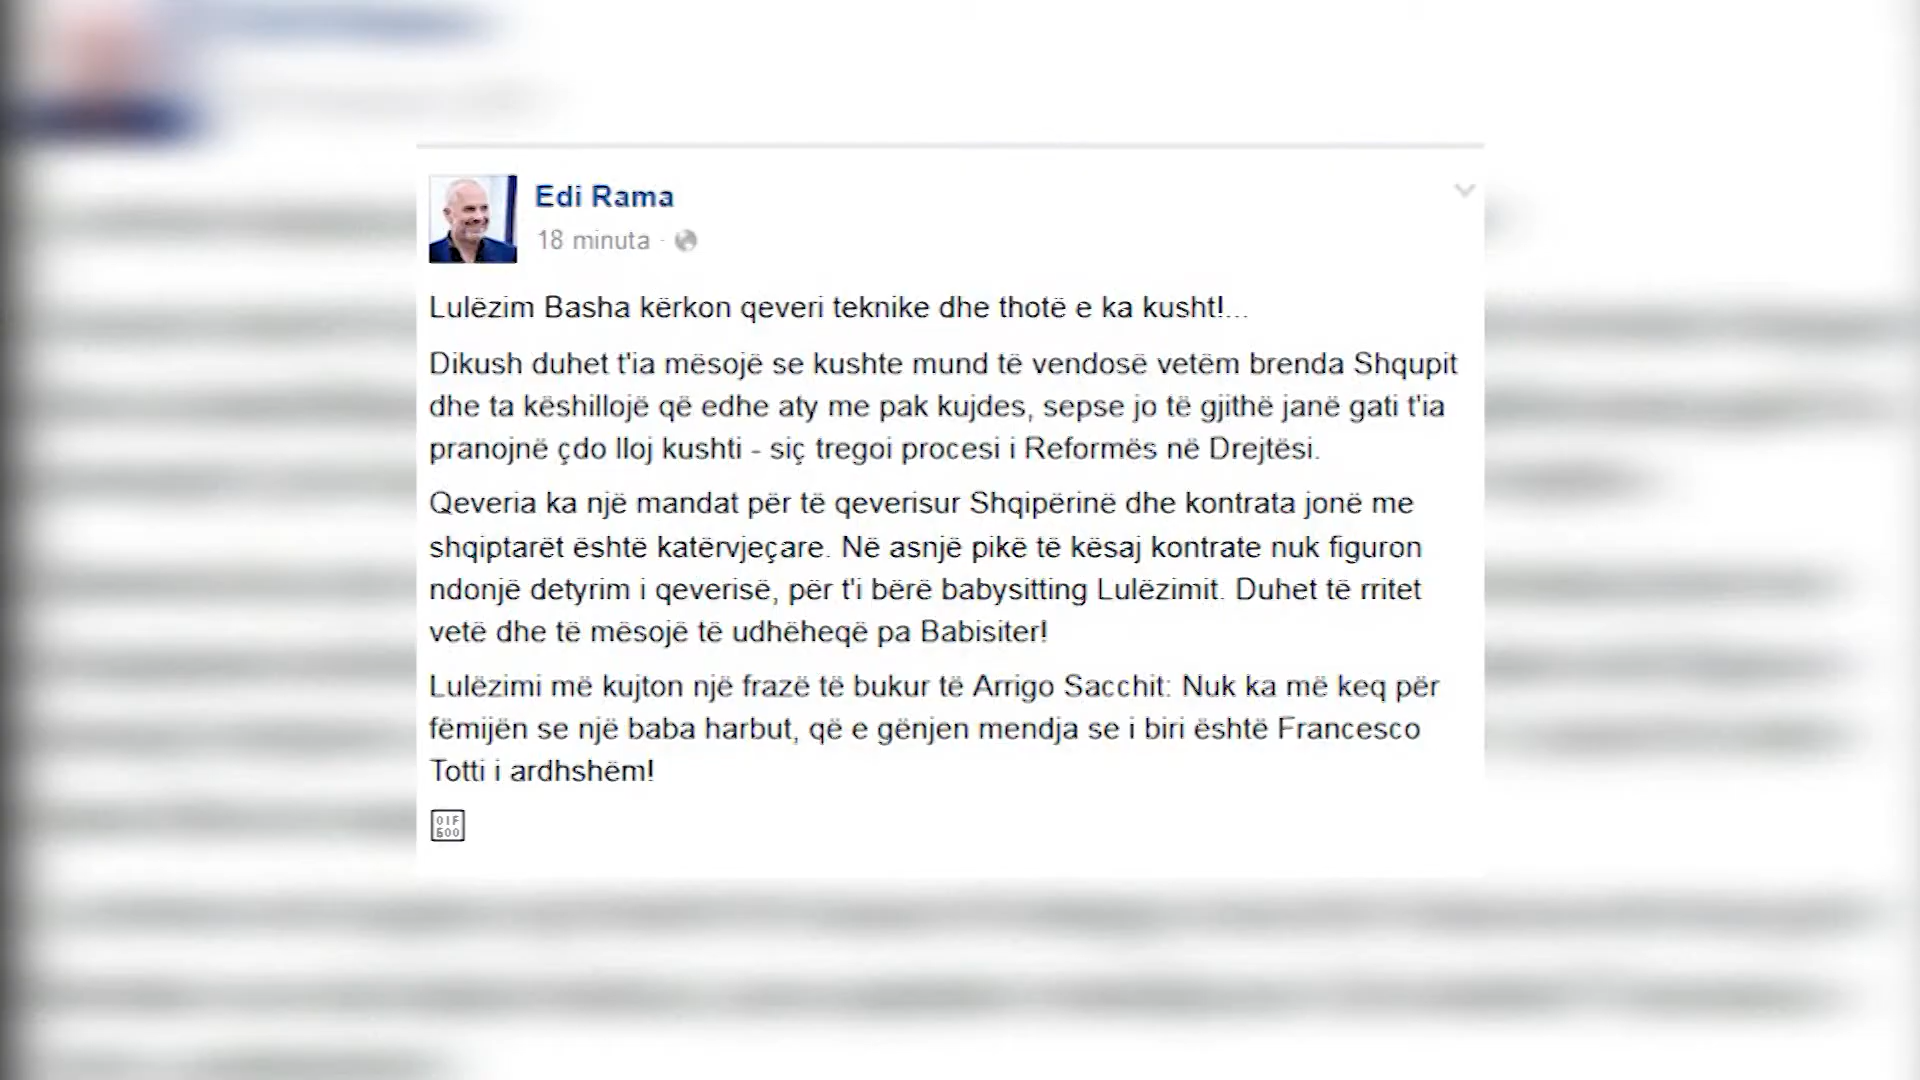 Edi Rama
18 minuta ·
Lulëzim Basha kërkon qeveri teknike dhe thotë e ka kusht!...
Dikush duhet t'ia mësojë se kushte mund të vendosë vetëm brenda Shqupit
dhe ta këshillojë që edhe aty me pak kujdes, sepse jo të gjithë janë gati t'ia
pranojnë çdo lloj kushti - siç tregoi procesi i Reformës në Drejtësi.
Qeveria ka një mandat për të qeverisur Shqipërinë dhe kontrata jonë me
shqiptarët është katërvjeçare. Në asnjë pikë të kësaj kontrate nuk figuron
ndonjë detyrim i qeverisë, për t'i bërë babysitting Lulëzimit. Duhet të rritet
vetë dhe të mësojë të udhëheqë pa Babisiter!
Lulëzimi më kujton një frazë të bukur të Arrigo Sacchit: Nuk ka më keq për
fëmijën se një baba harbut, që e gënjen mendja se i biri është Francesco
Totti i ardhshëm!